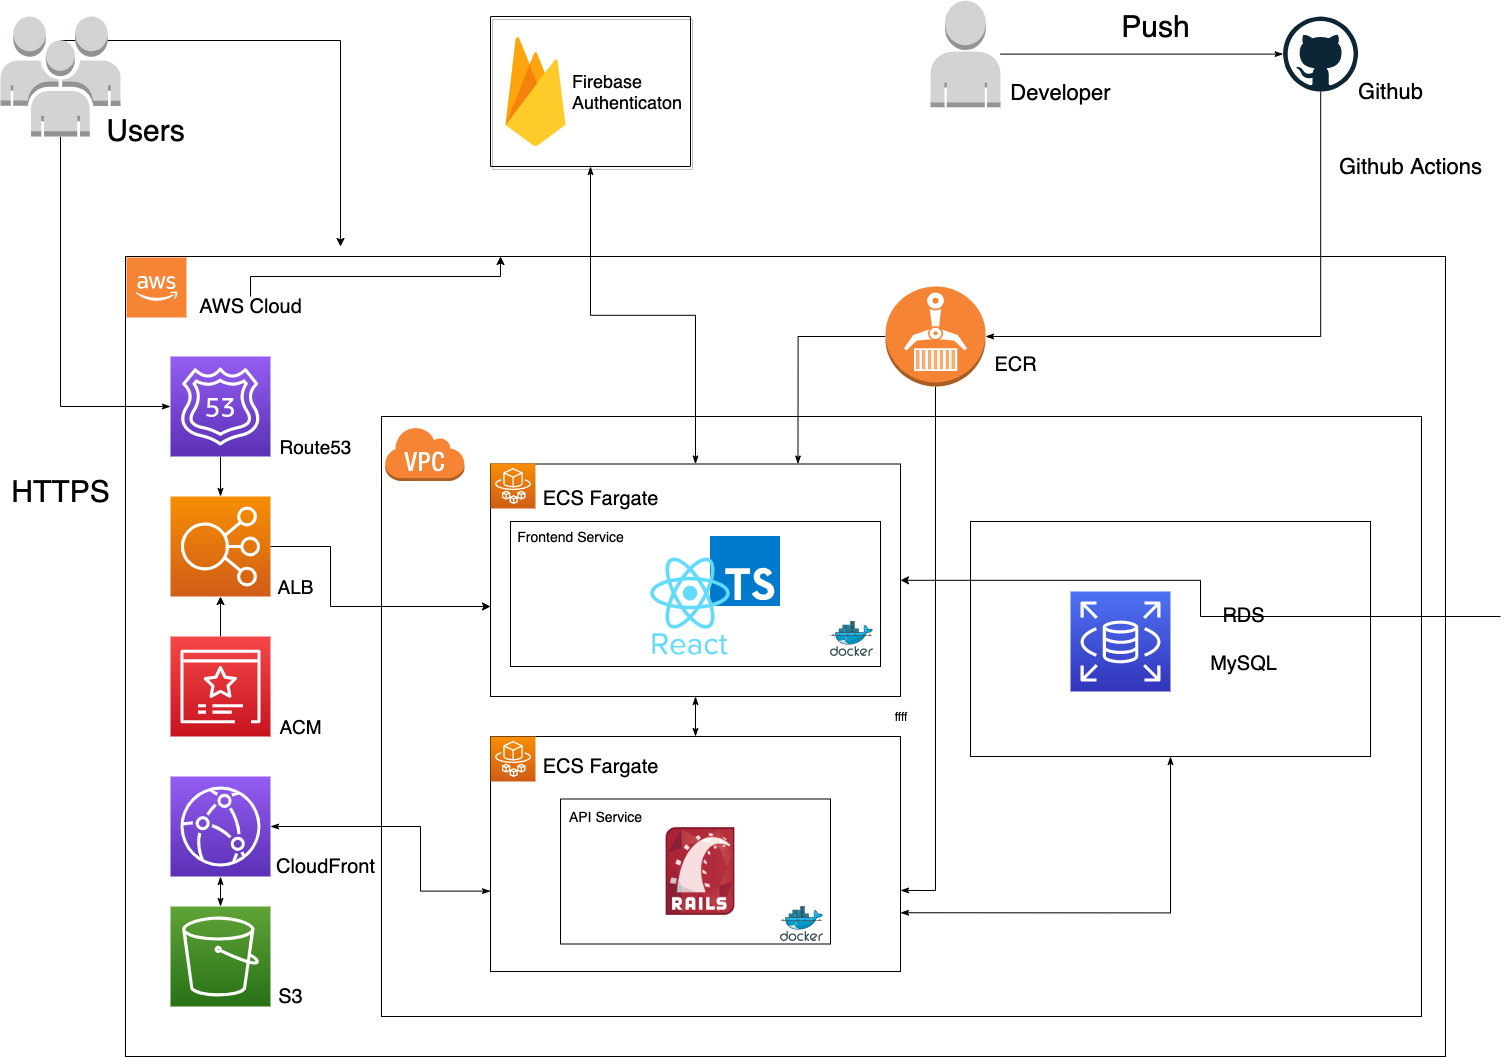 Push
Firebase
Authenticaton
Developer
Github
Users
Github Actions
aws
AWS Cloud
ECR
53
Route53
VPC
HTTPS
ECS Fargate
Frontend Service
TS
React
docker
ALB
RDS
MySQL
ACM
ffff
ECS Fargate
API Service
CloudFront
RAILS
docker
S3